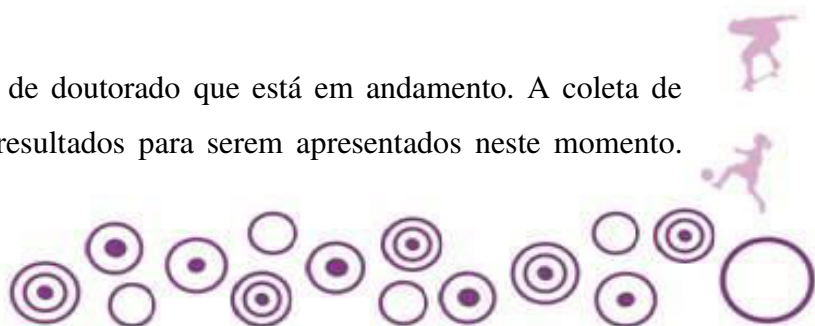 de doutorado que está em andamento. A coleta de
resultados para serem apresentados neste momento.